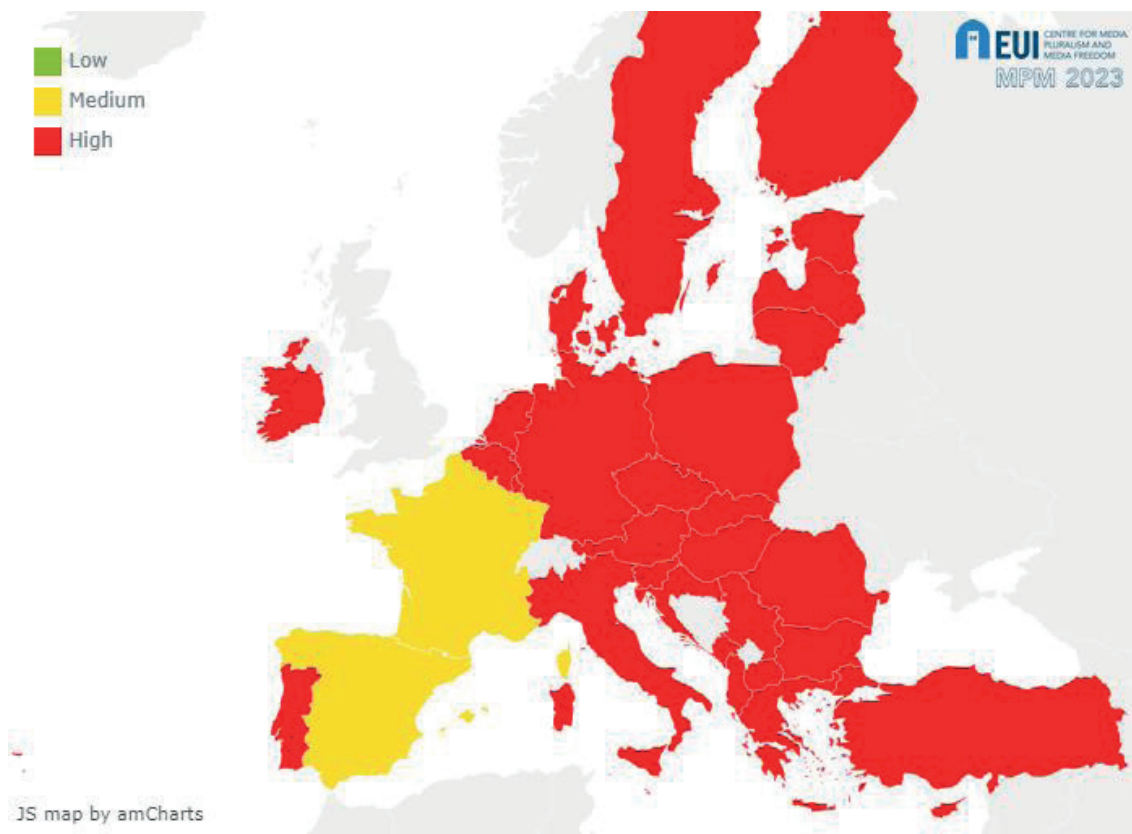 Low
Medium
High
EUI
CENTRE FOR MEDIA
PLURALISM AND
MEDIA FREEDOM
MPM 2023
JS map by amCharts